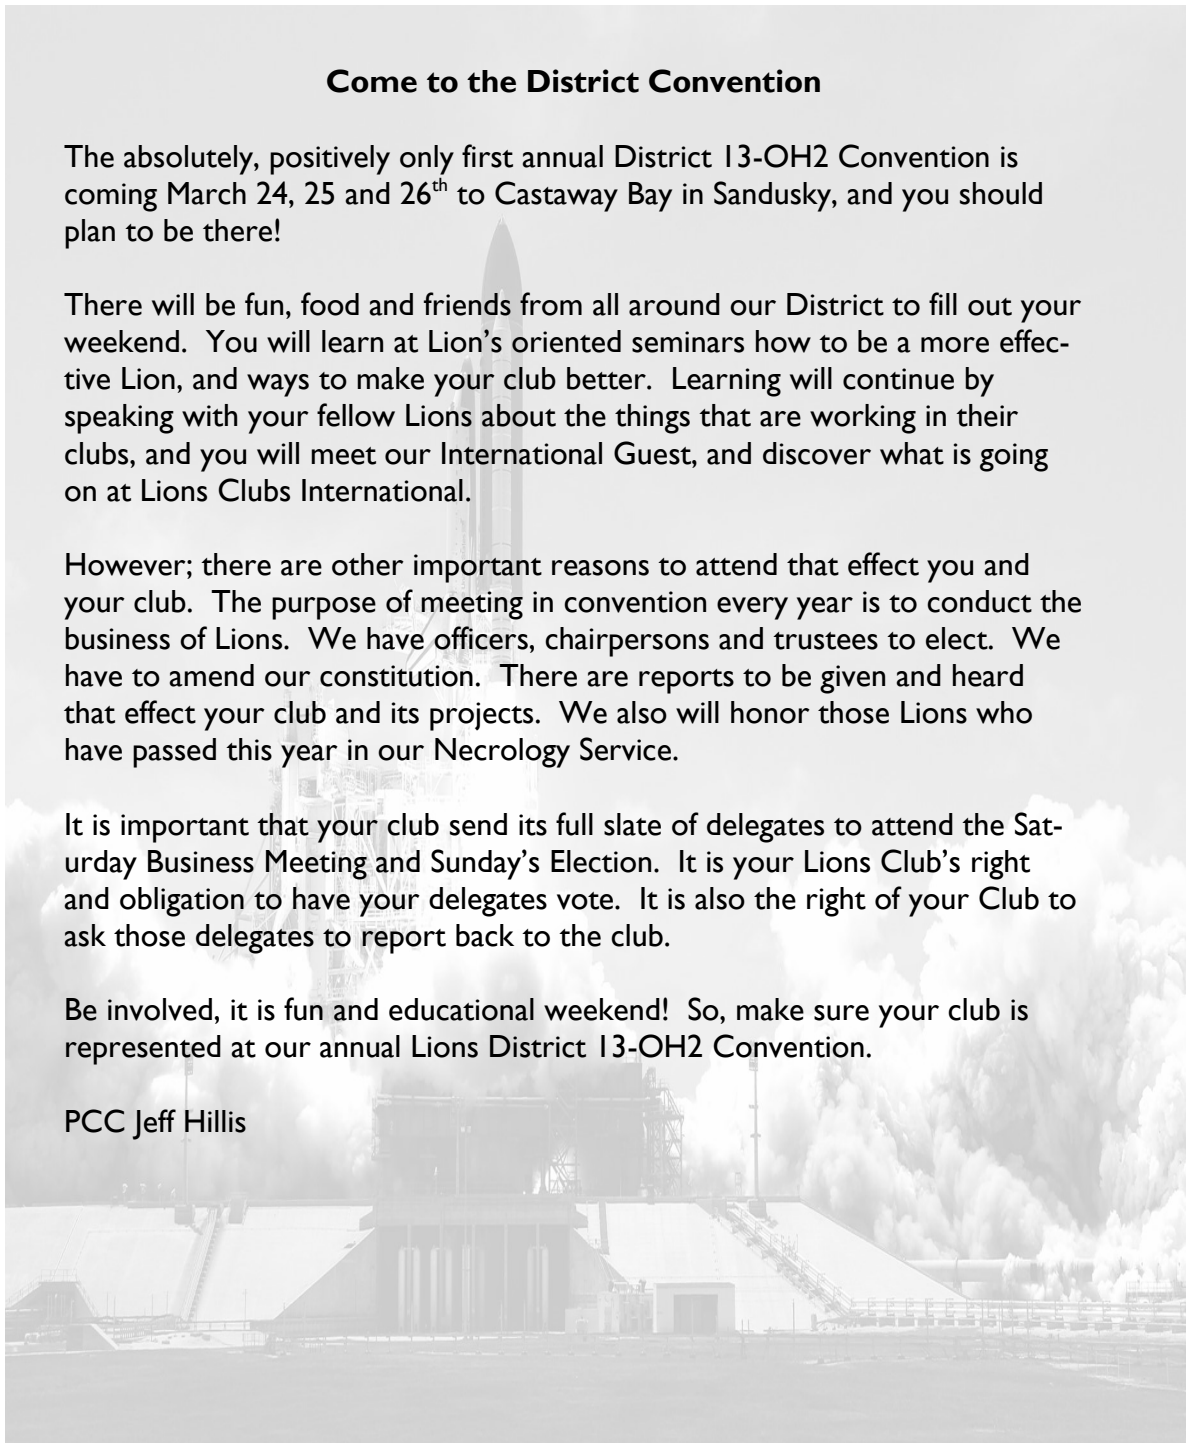 Come to the District Convention
The absolutely, positively only first annual District 13-OH2 Convention is
coming March 24, 25 and 26th to Castaway Bay in Sandusky, and you should
plan to be there!
There will be fun, food and friends from all around our District to fill out your
weekend.  You will learn at Lion’s oriented seminars how to be a more effec-
tive Lion, and ways to make your club better.  Learning will continue by
speaking with your fellow Lions about the things that are working in their
clubs, and you will meet our International Guest, and discover what is going
on at Lions Clubs International.
However; there are other important reasons to attend that effect you and
your club.  The purpose of meeting in convention every year is to conduct the
business of Lions.  We have officers, chairpersons and trustees to elect.  We
have to amend our constitution.  There are reports to be given and heard
that effect your club and its projects.  We also will honor those Lions who
have passed this year in our Necrology Service.
It is important that your club send its full slate of delegates to attend the Sat-
urday Business Meeting and Sunday’s Election.  It is your Lions Club’s right
and obligation to have your delegates vote.  It is also the right of your Club to
ask those delegates to report back to the club.
Be involved, it is fun and educational weekend!  So, make sure your club is
represented at our annual Lions District 13-OH2 Convention.
PCC Jeff Hillis